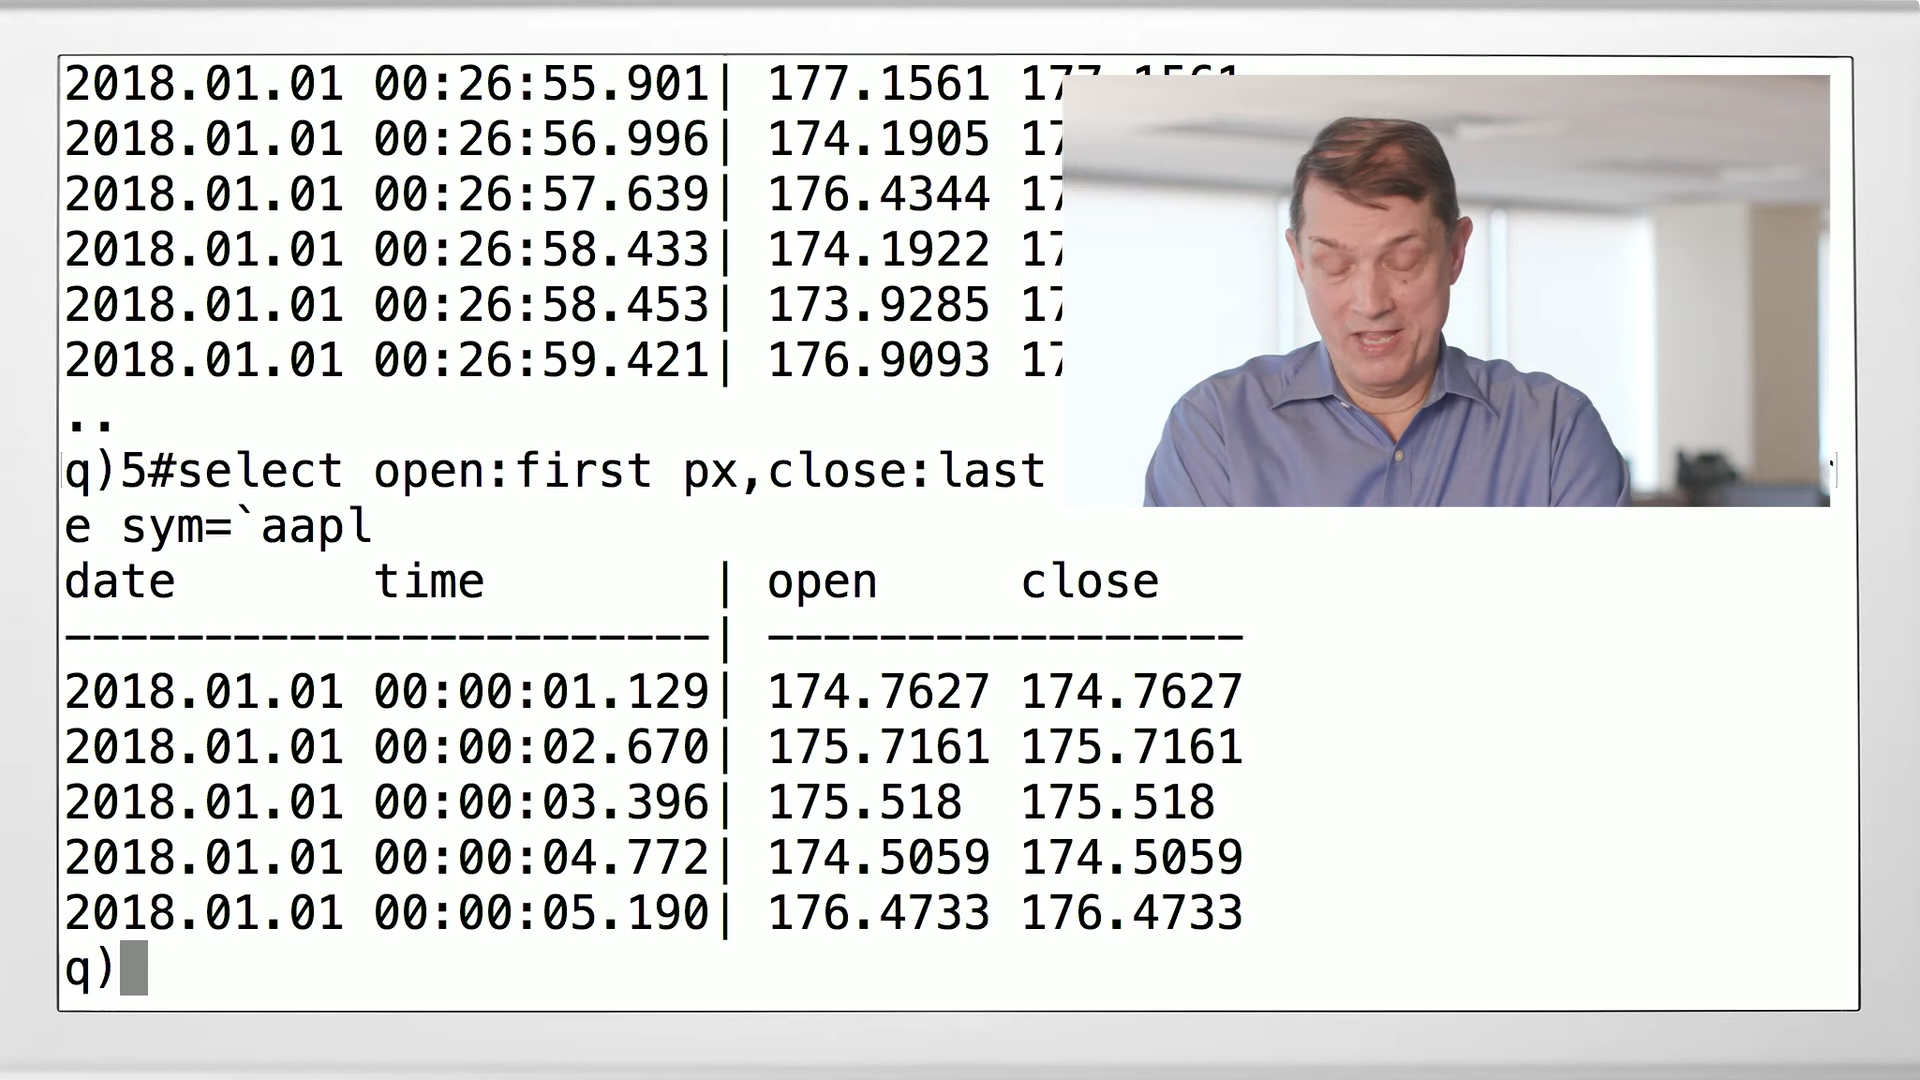 2018.01.01 00:26:55.901| 177.1561 177.1561
2018.01.01 00:26:56.996| 174.1905 17
2018.01.01 00:26:57.639| 176.4344 17
2018.01.01 00:26:58.433| 174.1922 17
2018.01.01 00:26:58.453| 173.9285 17
2018.01.01 00:26:59.421| 176.9093 17
..
q)5#select open:first px,close:last
e sym=`aapl
date       time        | open     close
-----------------------| -----------------
2018.01.01 00:00:01.129| 174.7627 174.7627
2018.01.01 00:00:02.670| 175.7161 175.7161
2018.01.01 00:00:03.396| 175.518  175.518
2018.01.01 00:00:04.772| 174.5059 174.5059
2018.01.01 00:00:05.190| 176.4733 176.4733
q)